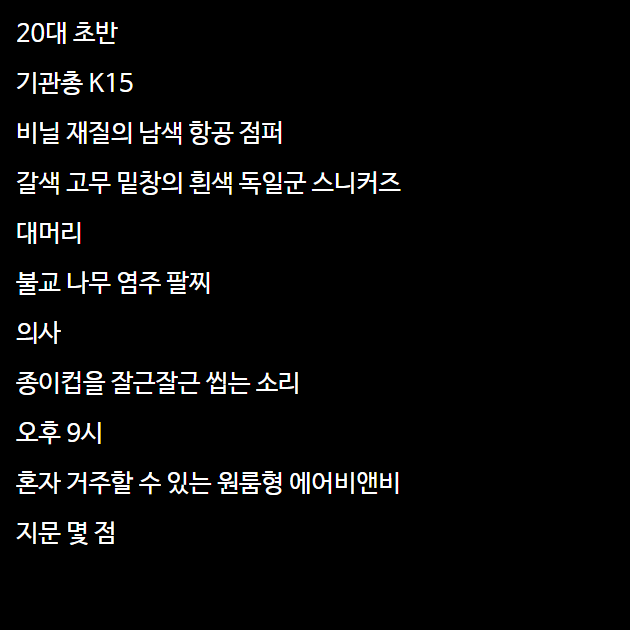 20대 초반
기관총 K15
비닐 재질의 남색 항공 점퍼
갈색 고무 밑창의 흰색 독일군 스니커즈
대머리
불교 나무 염주 팔찌
의사
종이컵을 잘근잘근 씹는 소리
오후 9시
혼자 거주할 수 있는 원룸형 에어비앤비
지문 몇 점